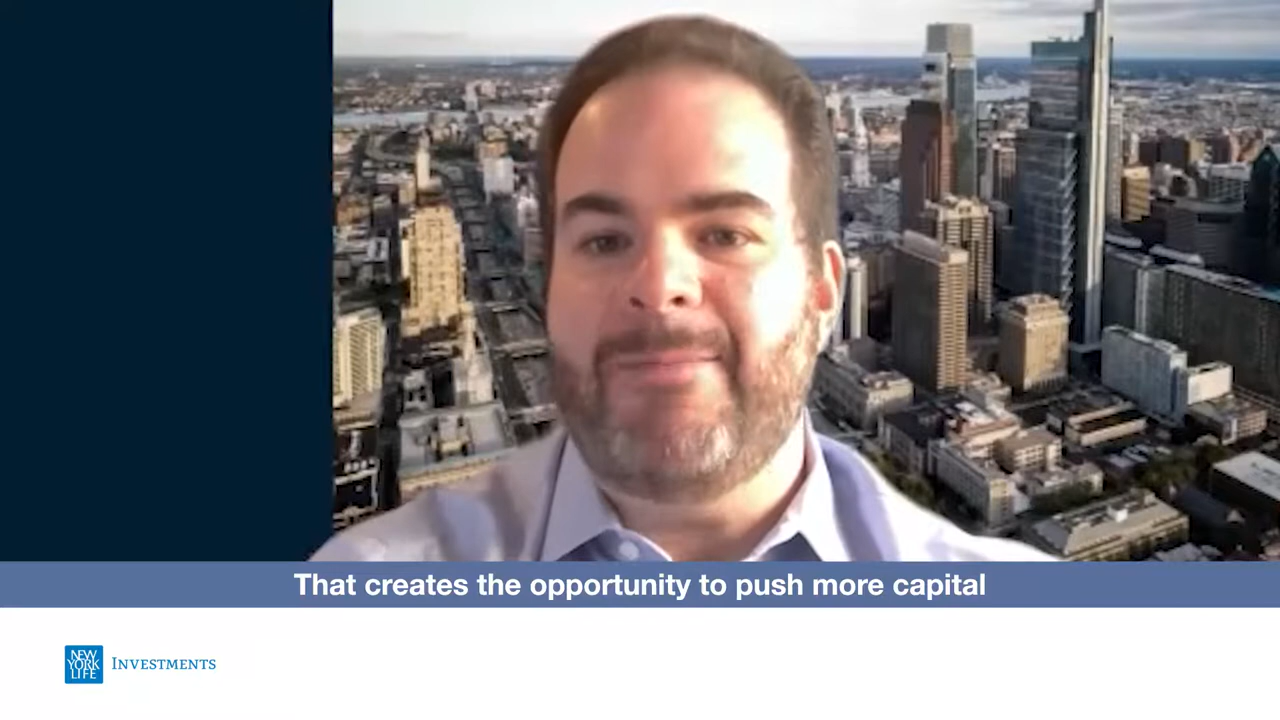 That creates the opportunity to push more capital
NEW
YORK
LIFE
INVESTMENTS